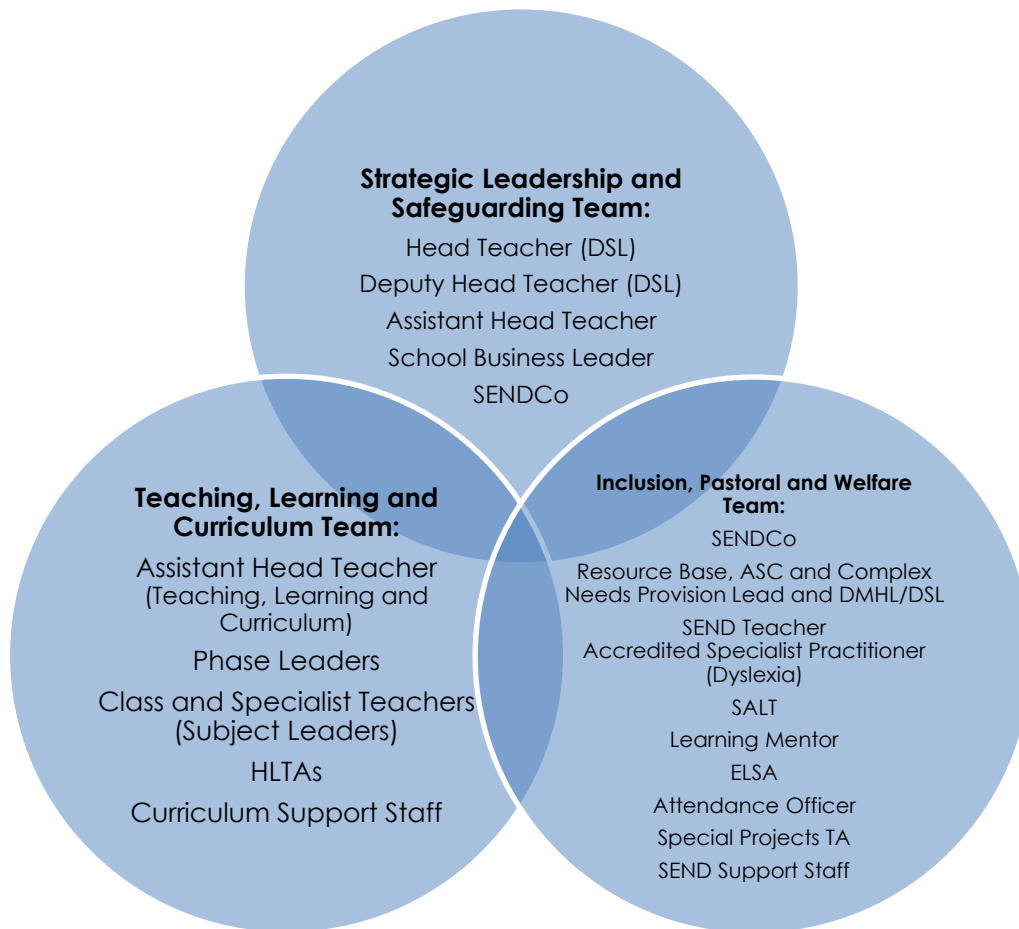 Strategic Leadership and
Safeguarding Team:
Head Teacher (DSL)
Deputy Head Teacher (DSL)
Assistant Head Teacher
School Business Leader
SENDCo
Teaching, Learning and
Curriculum Team:
Assistant Head Teacher
(Teaching, Learning and
Curriculum)
Phase Leaders
Class and Specialist Teachers
(Subject Leaders)
HLTAs
Curriculum Support Staff
Inclusion, Pastoral and Welfare
Team:
SENDCo
Resource Base, ASC and Complex
Needs Provision Lead and DMHL/DSL
SEND Teacher
Accredited Specialist Practitioner
(Dyslexia)
SALT
Learning Mentor
ELSA
Attendance Officer
Special Projects TA
SEND Support Staff